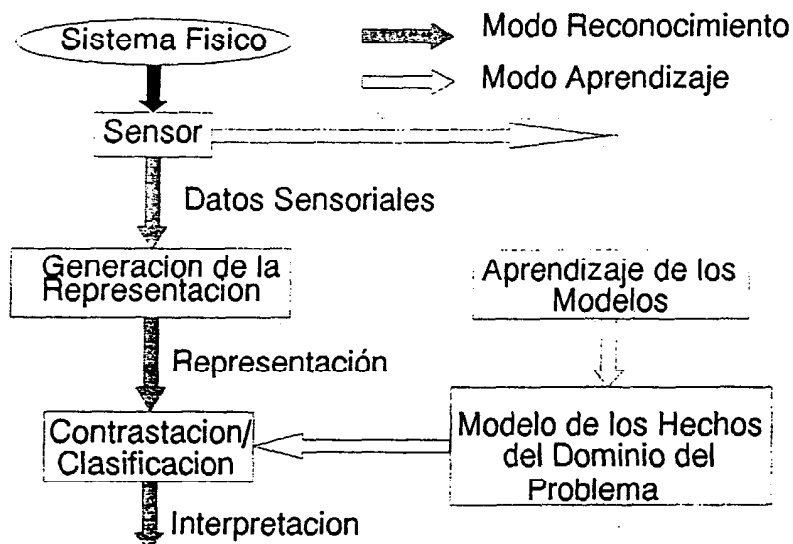 Sistema Fisico
Modo Reconocimiento
Modo Aprendizaje
Sensor
Datos Sensoriales
Generacion de la
Representacion
Aprendizaje de los
Modelos
Representación
Contrastacion/
Clasificacion
Modelo de los Hechos
del Dominio del
Problema
Interpretacion